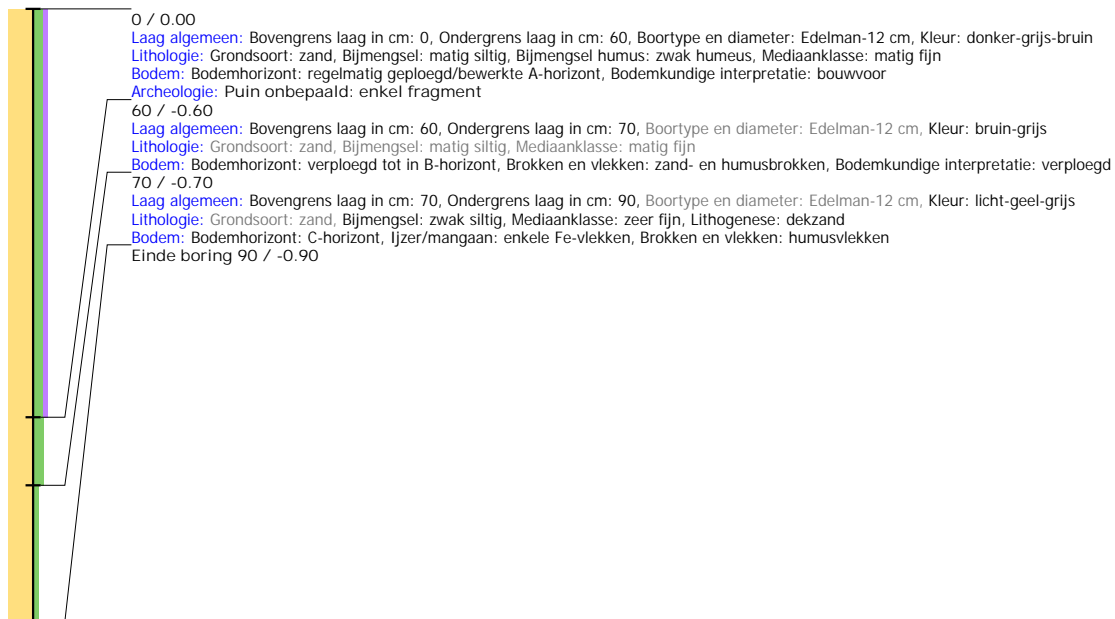 0 / 0.00
Laag algemeen: Bovengrens laag in cm: 0, Ondergrens laag in cm: 60, Boortype en diameter: Edelman-12 cm, Kleur: donker-grijs-bruin
Lithologie: Grondsoort: zand, Bijmengsel: matig siltig, Bijmengsel humus: zwak humeus, Mediaanklasse: matig fijn
Bodem: Bodemhorizont: regelmatig geploegd/bewerkte A-horizont, Bodemkundige interpretatie: bouwvoor
Archeologie: Puin onbepaald: enkel fragment
60 / -0.60
Laag algemeen: Bovengrens laag in cm: 60, Ondergrens laag in cm: 70, Boortype en diameter: Edelman-12 cm, Kleur: bruin-grijs
Lithologie: Grondsoort: zand, Bijmengsel: matig siltig, Mediaanklasse: matig fijn
Bodem: Bodemhorizont: verploegd tot in B-horizont, Brokken en vlekken: zand- en humusbrokken, Bodemkundige interpretatie: verploegd
70 / -0.70
Laag algemeen: Bovengrens laag in cm: 70, Ondergrens laag in cm: 90, Boortype en diameter: Edelman-12 cm, Kleur: licht-geel-grijs
Lithologie: Grondsoort: zand, Bijmengsel: zwak siltig, Mediaanklasse: zeer fijn, Lithogenese: dekzand
Bodem: Bodemhorizont: C-horizont, Ijzer/mangaan: enkele Fe-vlekken, Brokken en vlekken: humusvlekken
Einde boring 90 / -0.90